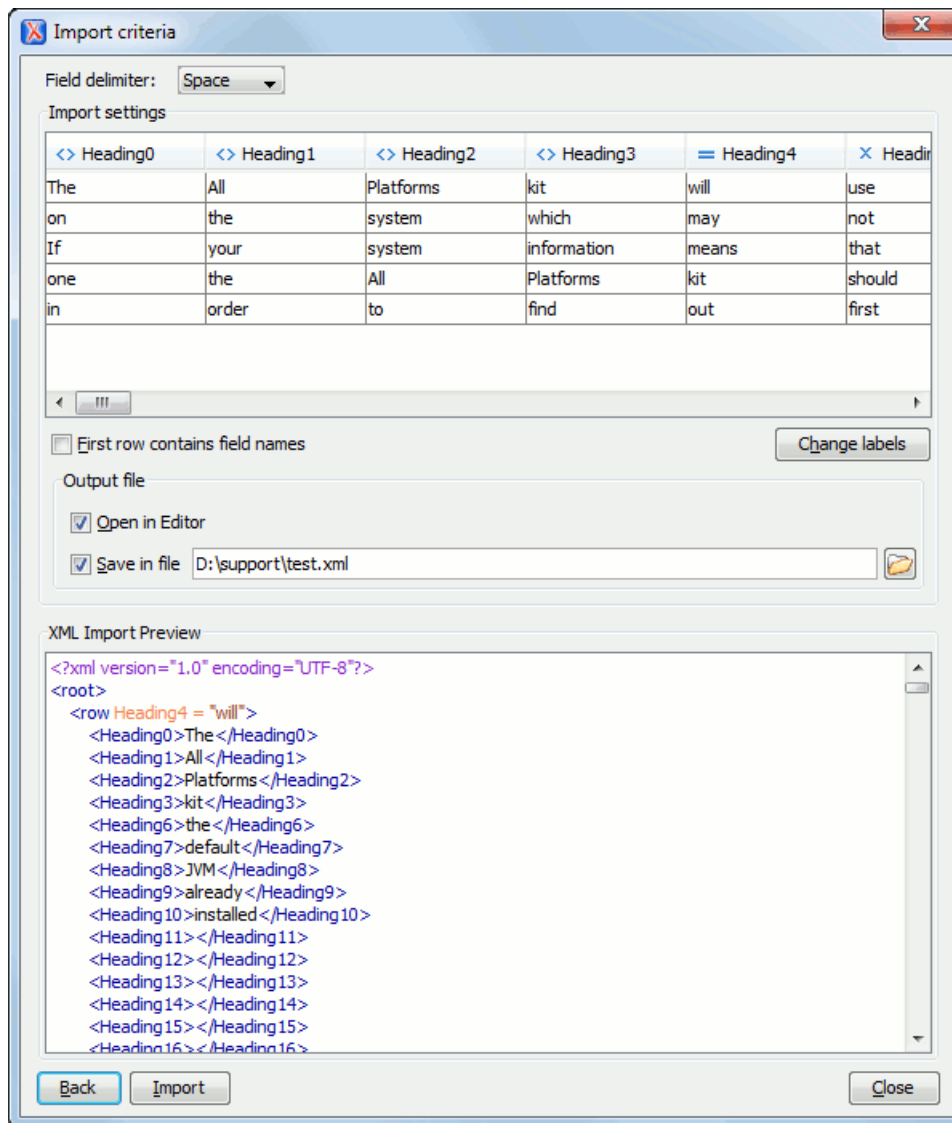 Import criteria
Field delimiter: Space
Import settings
<> Heading0 <> Heading1 <> Heading2 <> Heading3 = Heading4 X Headin
The All Platforms kit will use
on the system which may not
If your system information means that
one the All Platforms kit should
in order to find out first
First row contains field names Change labels
Output file
Open in Editor
Save in file D:\support\test.xml
XML Import Preview
<?xml version="1.0" encoding="UTF-8"?>
<root>
<row Heading4 = "will">
<Heading0>The</Heading0>
<Heading1>All</Heading1>
<Heading2>Platforms</Heading2>
<Heading3>kit</Heading3>
<Heading6>the</Heading6>
<Heading7>default</Heading7>
<Heading8>JVM</Heading8>
<Heading9>already</Heading9>
<Heading10>installed</Heading10>
<Heading11></Heading11>
<Heading12></Heading12>
<Heading13></Heading13>
<Heading14></Heading14>
<Heading15></Heading15>
<Heading16></Heading16>
Back Import Close